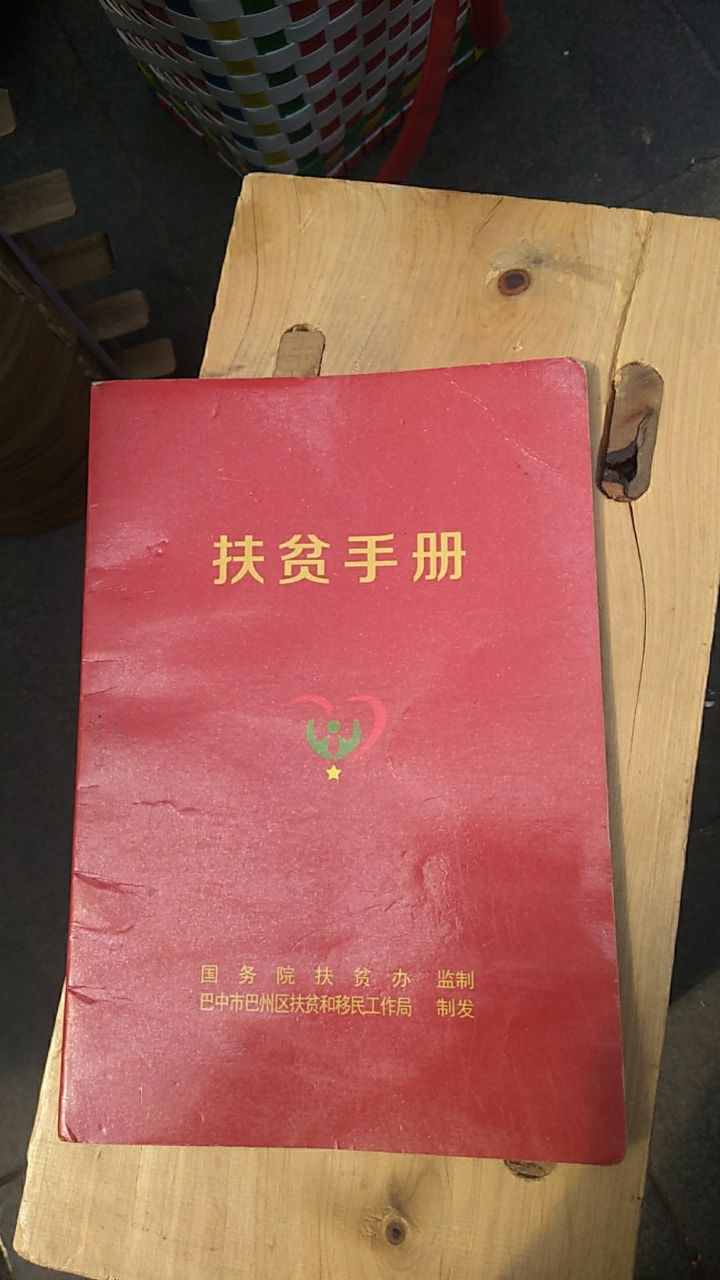 扶贫手册
国务院扶贫办 监制
巴中市巴州区扶贫和移民工作局 制发